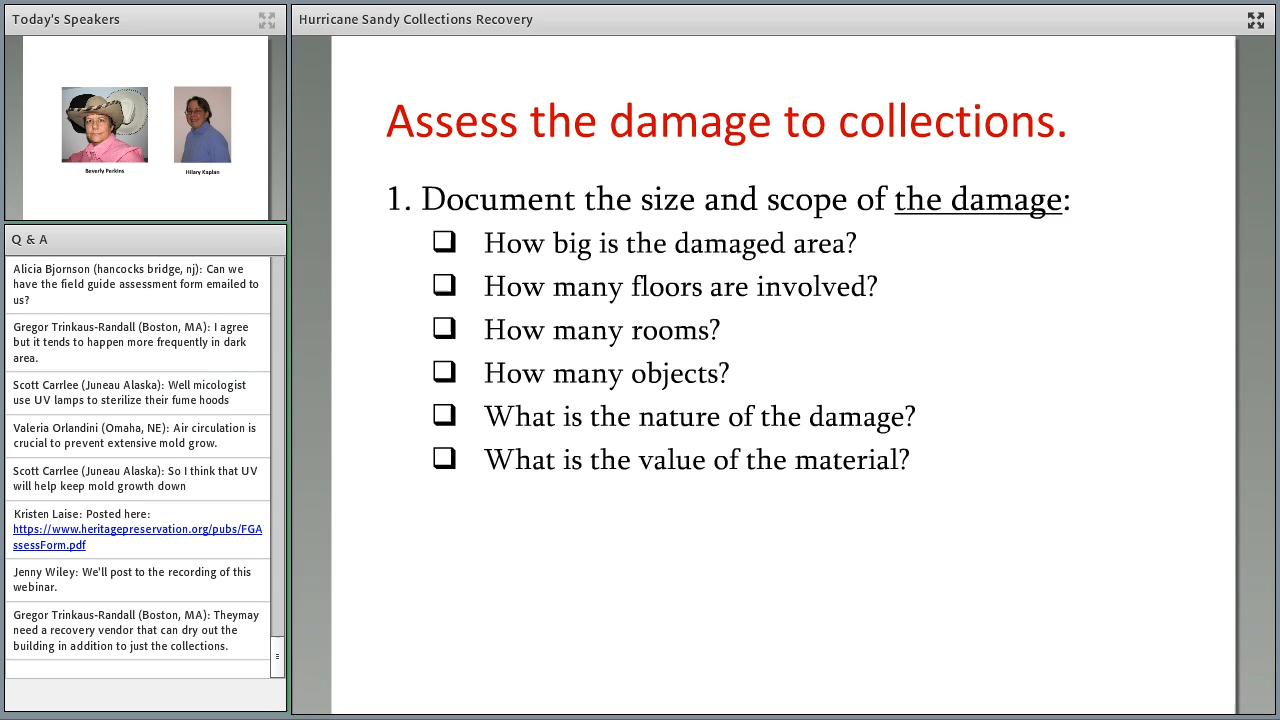 Today's Speakers
Beverly Perkins
Hilary Kaplan
Q & A
Alicia Bjornson (hancocks bridge, nj): Can we
have the field guide assessment form emailed to
us?
Gregor Trinkaus-Randall (Boston, MA): I agree
but it tends to happen more frequently in dark
area.
Scott Carrlee (Juneau Alaska): Well micologist
use UV lamps to sterilize their fume hoods
Valeria Orlandini (Omaha, NE): Air circulation is
crucial to prevent extensive mold grow.
Scott Carrlee (Juneau Alaska): So I think that UV
will help keep mold growth down
Kristen Laise: Posted here:
https://www.heritagepreservation.org/pubs/FGA
ssessForm.pdf
Jenny Wiley: We'll post to the recording of this
webinar.
Gregor Trinkaus-Randall (Boston, MA): Theymay
need a recovery vendor that can dry out the
building in addition to just the collections.
Hurricane Sandy Collections Recovery
Assess the damage to collections.
1. Document the size and scope of the damage:
How big is the damaged area?
How many floors are involved?
How many rooms?
How many objects?
What is the nature of the damage?
What is the value of the material?